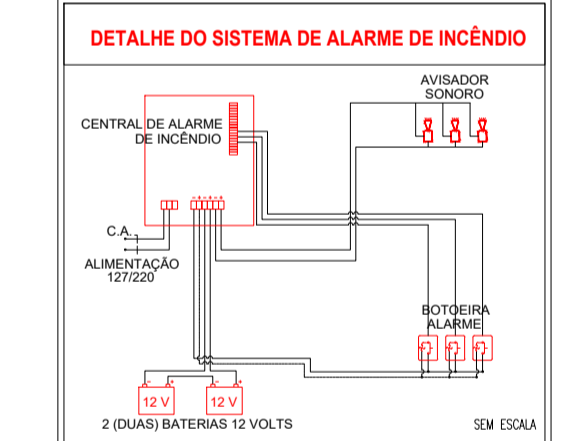 DETALHE DO SISTEMA DE ALARME DE INCÊNDIO
AVISADOR
SONORO
CENTRAL DE ALARME
DE INCÊNDIO
- + - + - +
C.A.
ALIMENTAÇÃO
127/220
BOTOEIRA
ALARME
- + - +
12 V 12 V
2 (DUAS) BATERIAS 12 VOLTS
SEM ESCALA